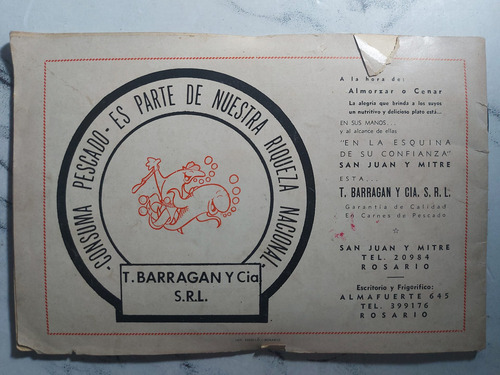 - CONSUMA PESCADO - ES PARTE DE NUESTRA RIQUEZA NACIONAL -
T. BARRAGAN Y Cia
S.R.L.
A la hora de:
Almorzar o Cenar
La alegría que brinda a los suyos
un nutritivo y delicioso plato está...
EN SUS MANOS...
y al alcance de ellas
"EN LA ESQUINA
DE SU CONFIANZA"
SAN JUAN Y MITRE
ESTA...
T. BARRAGAN Y CIA. S. R. L.
Garantía de Calidad
En Carnes de Pescado
☆
SAN JUAN Y MITRE
TEL. 20984
ROSARIO
Escritorio y Frigorífico:
ALMAFUERTE 645
TEL. 399176
ROSARIO